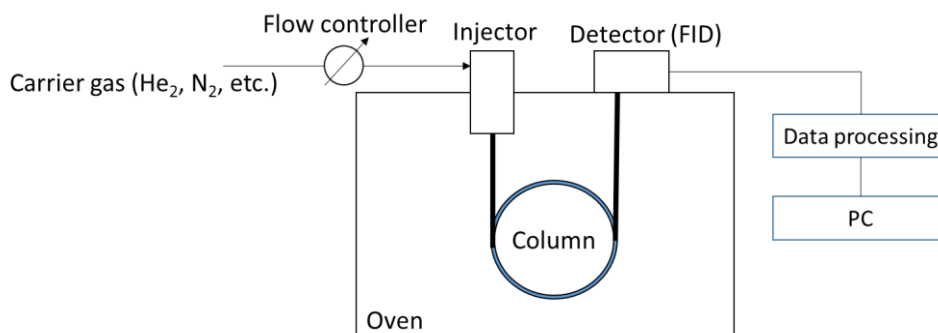 Flow controller
Injector
Detector (FID)
Carrier gas (He₂, N₂, etc.)
Data processing
PC
Column
Oven